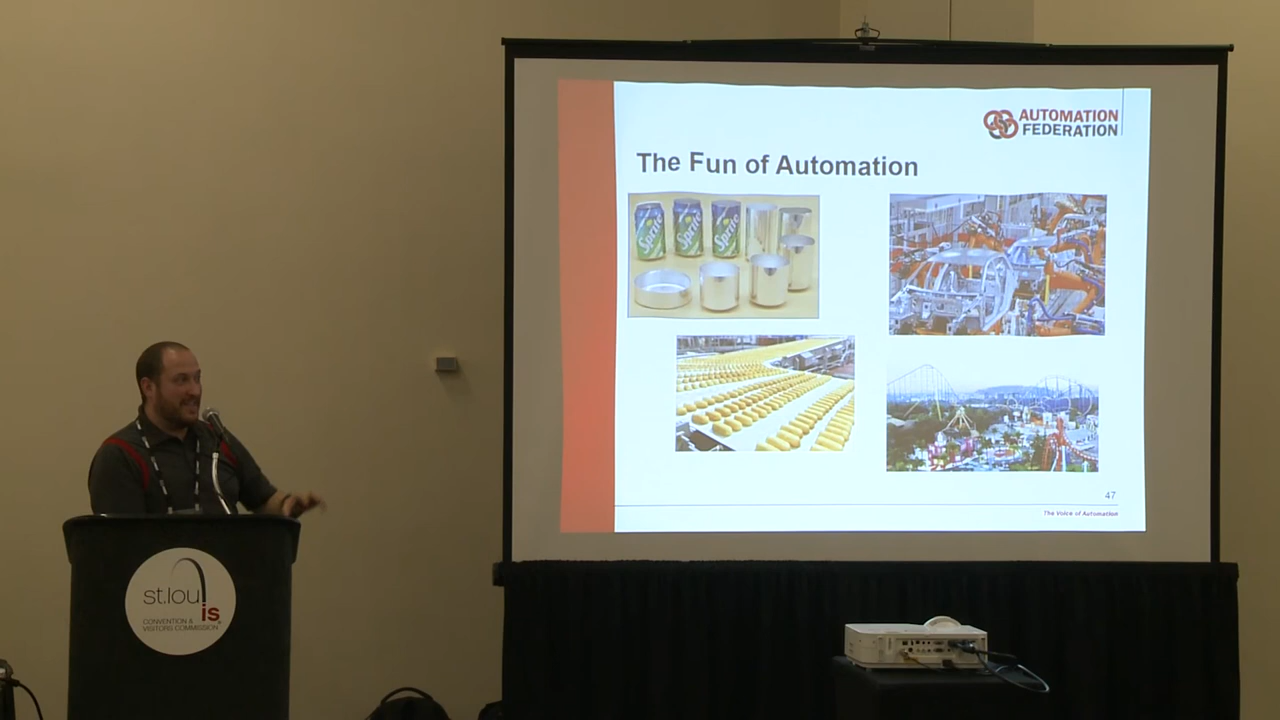 AUTOMATION
FEDERATION
The Fun of Automation
Sprite
Sprite
Sprite
47
The Voice of Automation
st.louis
CONVENTION &
VISITORS COMMISSION